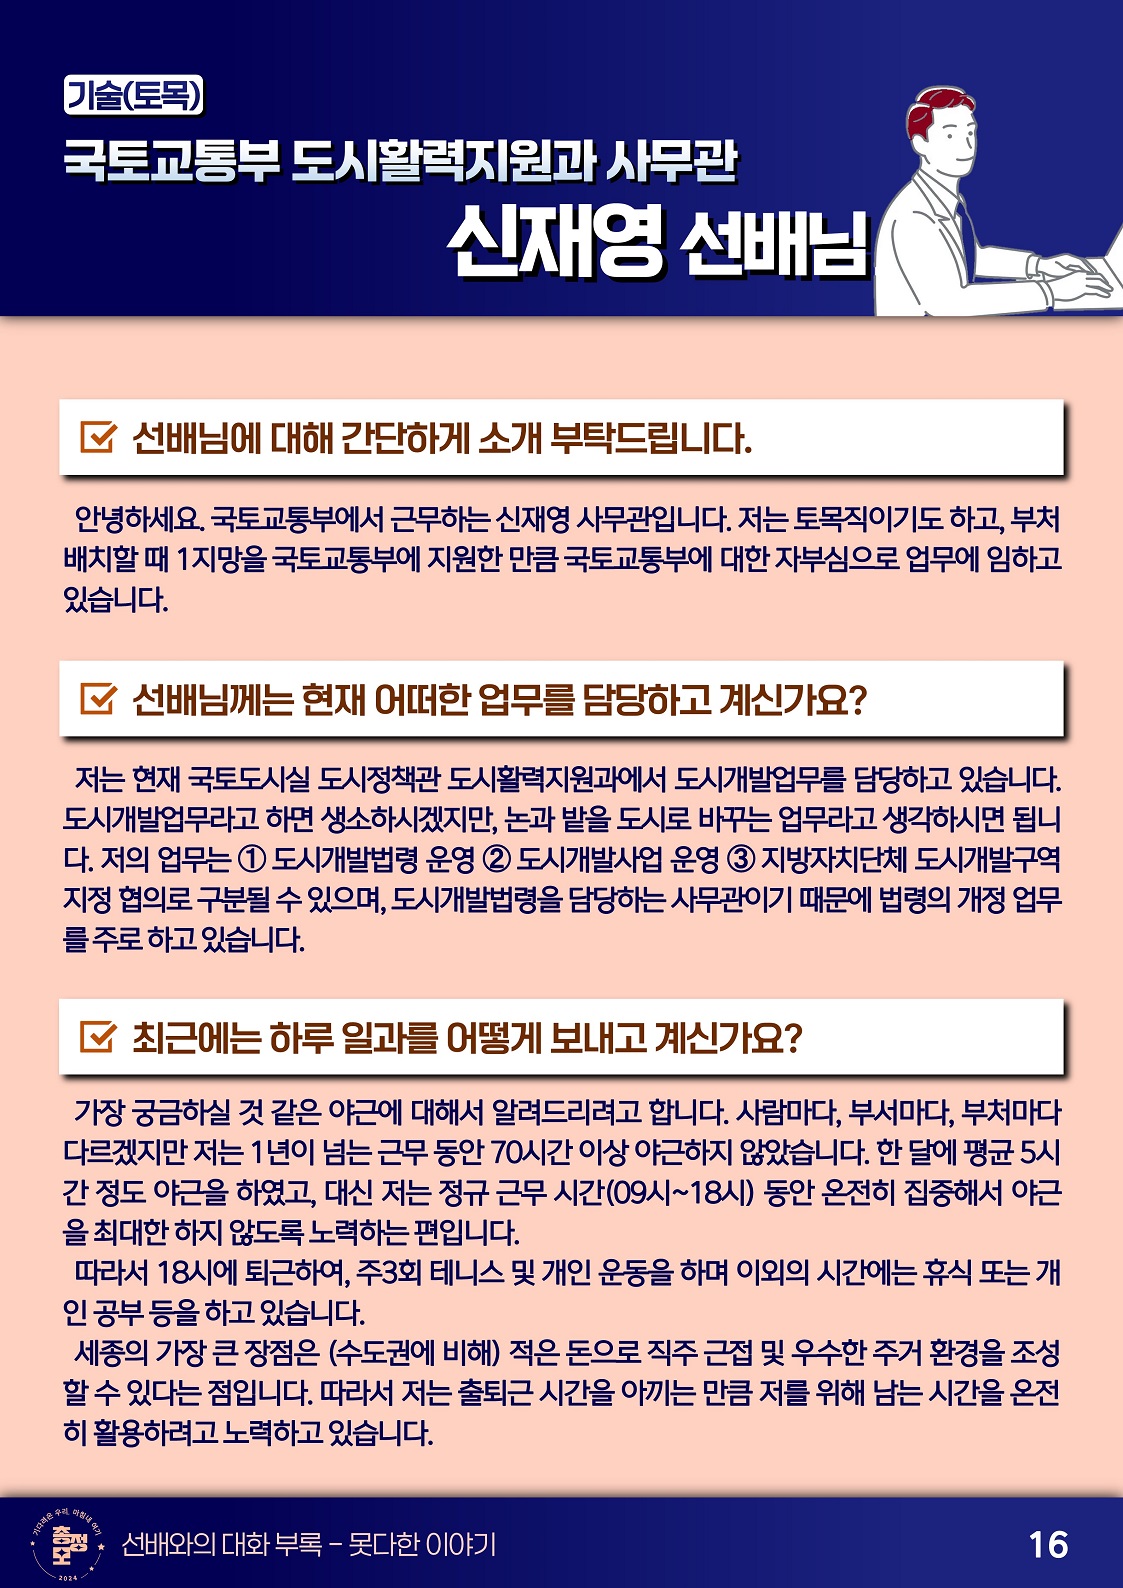 기술(토목)
국토교통부 도시활력지원과 사무관
신재영 선배님
선배님에 대해 간단하게 소개 부탁드립니다.
안녕하세요. 국토교통부에서 근무하는 신재영 사무관입니다. 저는 토목직이기도 하고, 부처
배치할 때 1지망을 국토교통부에 지원한 만큼 국토교통부에 대한 자부심으로 업무에 임하고
있습니다.
선배님께는 현재 어떠한 업무를 담당하고 계신가요?
저는 현재 국토도시실 도시정책관 도시활력지원과에서 도시개발업무를 담당하고 있습니다.
도시개발업무라고 하면 생소하시겠지만, 논과 밭을 도시로 바꾸는 업무라고 생각하시면 됩니
다. 저의 업무는 ① 도시개발법령 운영 ② 도시개발사업 운영 ③ 지방자치단체 도시개발구역
지정 협의로 구분될 수 있으며, 도시개발법령을 담당하는 사무관이기 때문에 법령의 개정 업무
를 주로 하고 있습니다.
최근에는 하루 일과를 어떻게 보내고 계신가요?
가장 궁금하실 것 같은 야근에 대해서 알려드리려고 합니다. 사람마다, 부서마다, 부처마다
다르겠지만 저는 1년이 넘는 근무 동안 70시간 이상 야근하지 않았습니다. 한 달에 평균 5시
간 정도 야근을 하였고, 대신 저는 정규 근무 시간(09시~18시) 동안 온전히 집중해서 야근
을 최대한 하지 않도록 노력하는 편입니다.
따라서 18시에 퇴근하여, 주3회 테니스 및 개인 운동을 하며 이외의 시간에는 휴식 또는 개
인 공부 등을 하고 있습니다.
세종의 가장 큰 장점은 (수도권에 비해) 적은 돈으로 직주 근접 및 우수한 주거 환경을 조성
할 수 있다는 점입니다. 따라서 저는 출퇴근 시간을 아끼는 만큼 저를 위해 남는 시간을 온전
히 활용하려고 노력하고 있습니다.
기다려온 우리, 마침내 여기
총정모
2024
선배와의 대화 부록 - 못다한 이야기
16